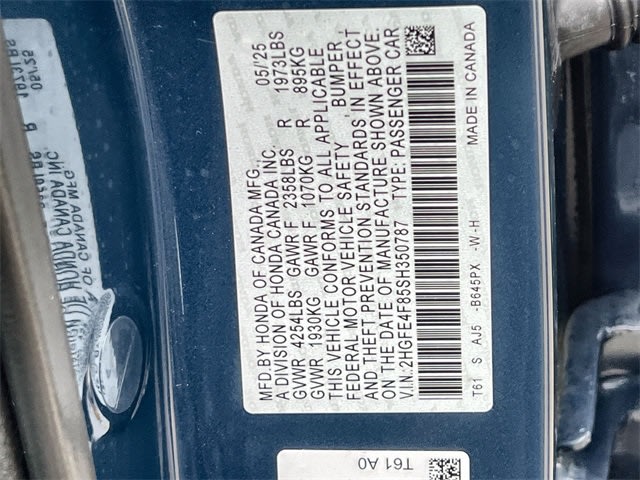 MFD.BY HONDA OF CANADA MFG., 05/'25
A DIVISION OF HONDA CANADA INC.
GVWR 4254LBS GAWR F 2358LBS R 1973LBS
GVWR 1930KG GAWR F 1070KG R 895KG
THIS VEHICLE CONFORMS TO ALL APPLICABLE
FEDERAL MOTOR VEHICLE SAFETY , BUMPER ,
AND THEFT PREVENTION STANDARDS, IN EFFECT
ON THE DATE OF MANUFACTURE SHOWN ABOVE.
V.I.N.:2HGFE4F85SH350787 TYPE: PASSENGER CAR
T61 S AJ5 -B645PX -W-H MADE IN CANADA
T61 A0